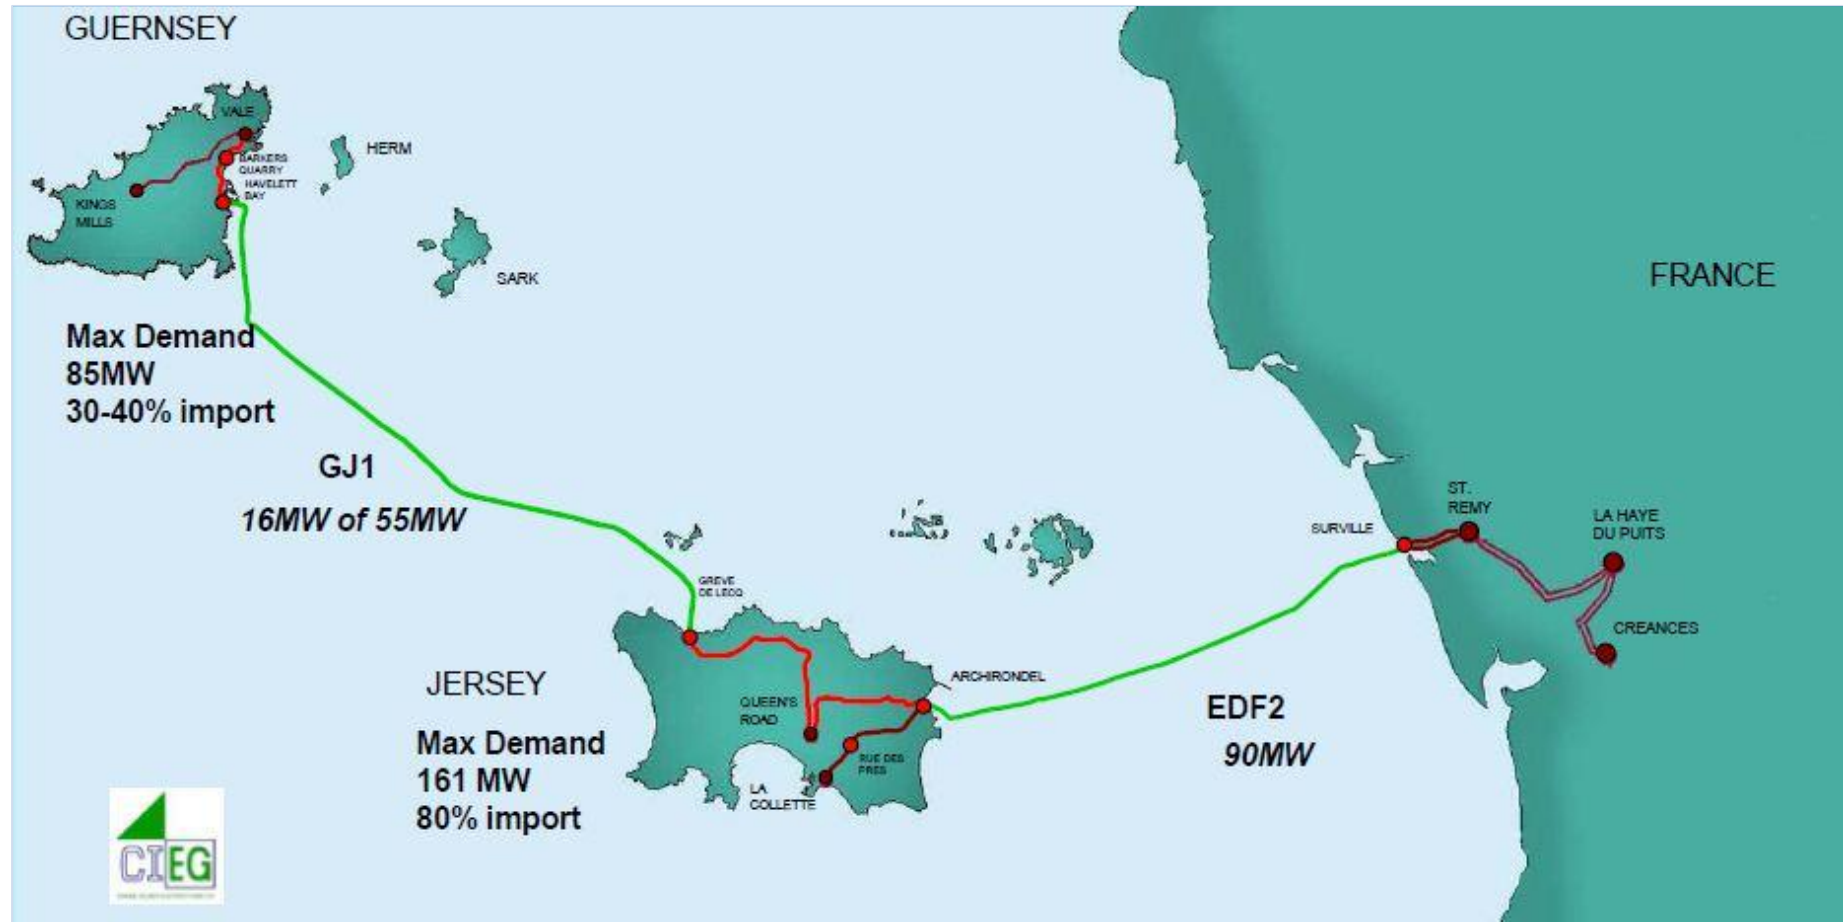 GUERNSEY
VALE
BARKERS
QUARRY
HAVELETT
BAY
KINGS
MILLS
HERM
SARK
FRANCE
Max Demand
85MW
30-40% import
GJ1
16MW of 55MW
ST.
REMY
LA HAYE
DU PUITS
SURVILLE
CREANCES
GREVE
DE LECQ
JERSEY
ARCHIRONDEL
QUEEN'S
ROAD
RUE DES
PRES
LA
COLLETTE
EDF2
90MW
Max Demand
161 MW
80% import
CIEG